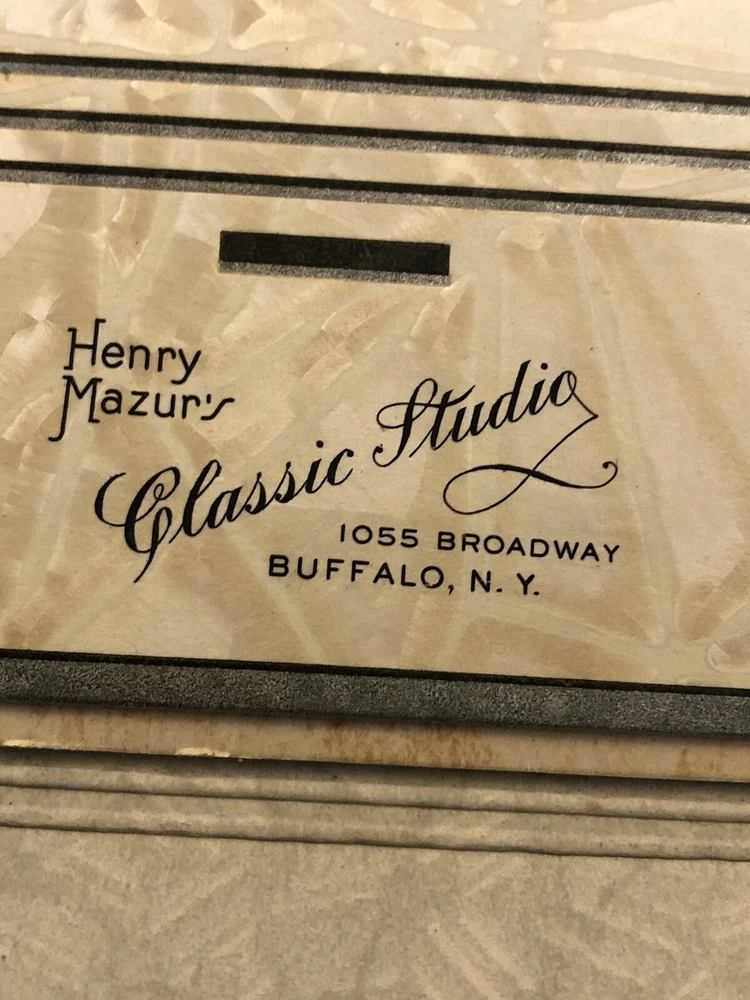 Henry
Mazur's
Classic Studio
1055 BROADWAY
BUFFALO, N. Y.